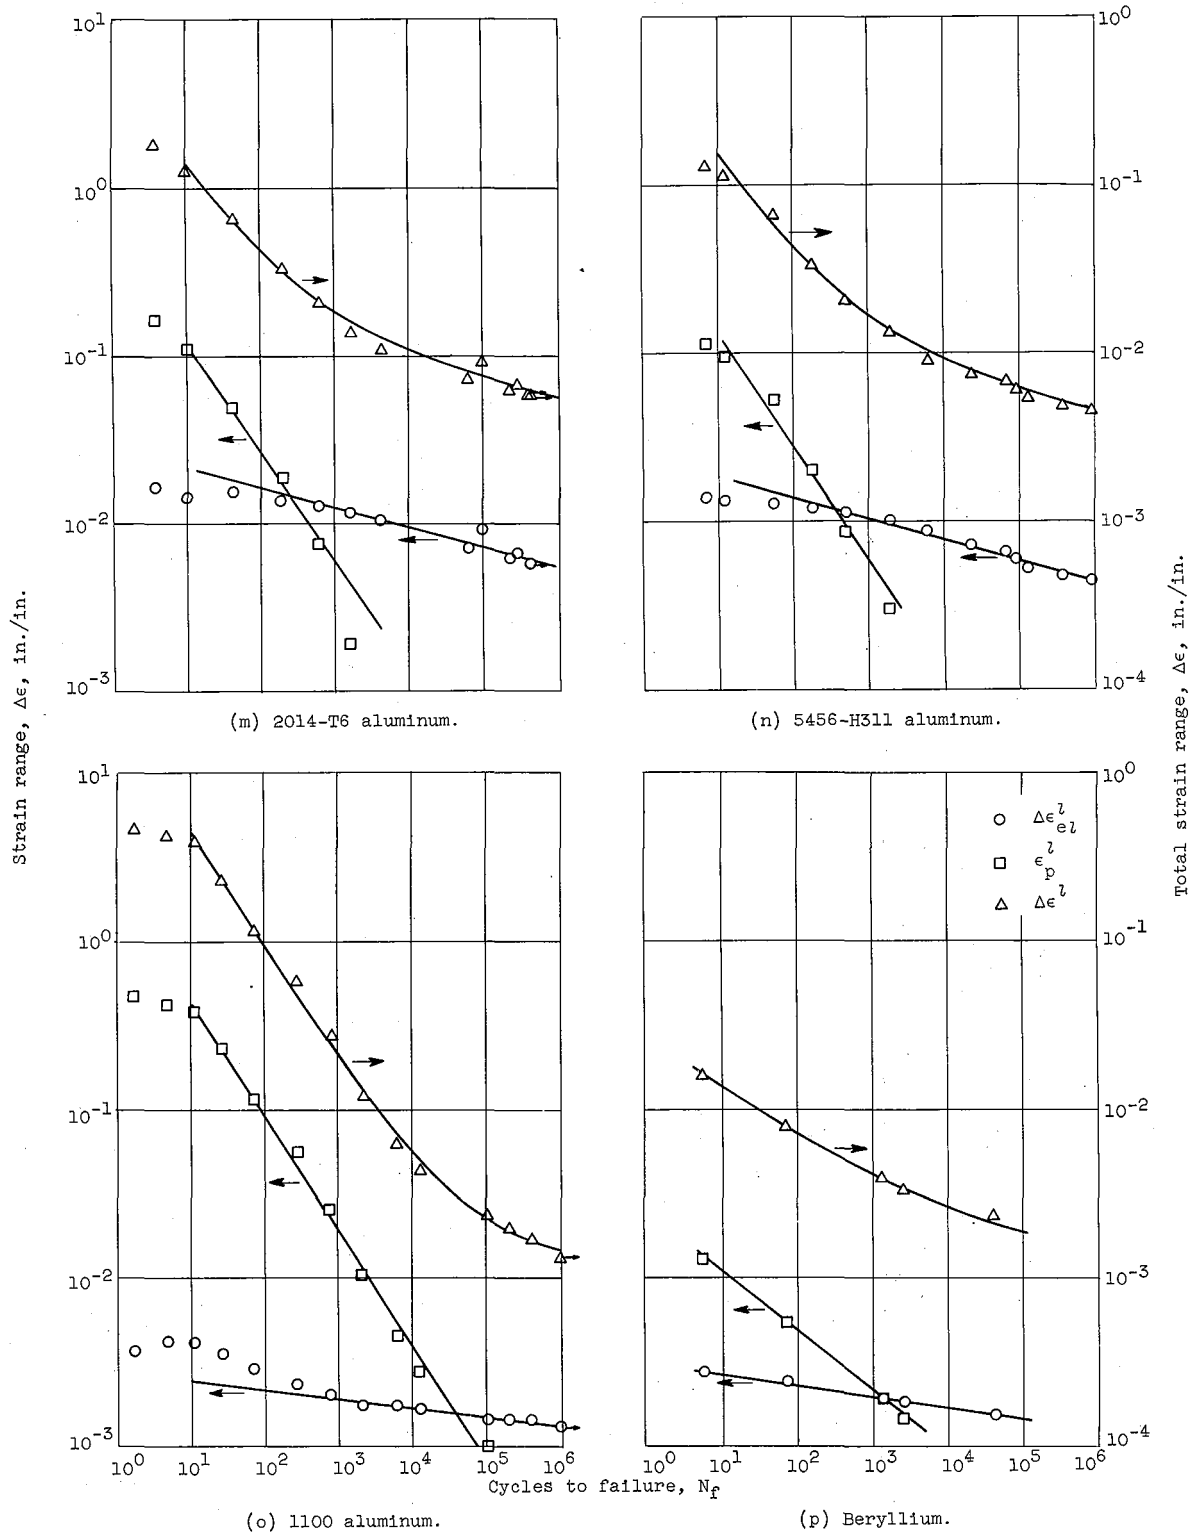 10^1
10^0
10^-1
10^-2
10^-3
10^0
10^-1
10^-2
10^-3
10^-4
(m) 2014-T6 aluminum.
(n) 5456-H311 aluminum.
Strain range, Δε, in./in.
Total strain range, Δε, in./in.
10^1
10^0
10^-1
10^-2
10^-3
10^0
10^-1
10^-2
10^-3
10^-4
Δε^l_el
ε^l_p
Δε^l
10^0 10^1 10^2 10^3 10^4 10^5 10^6
10^0 10^1 10^2 10^3 10^4 10^5 10^6
Cycles to failure, N_f
(o) 1100 aluminum.
(p) Beryllium.